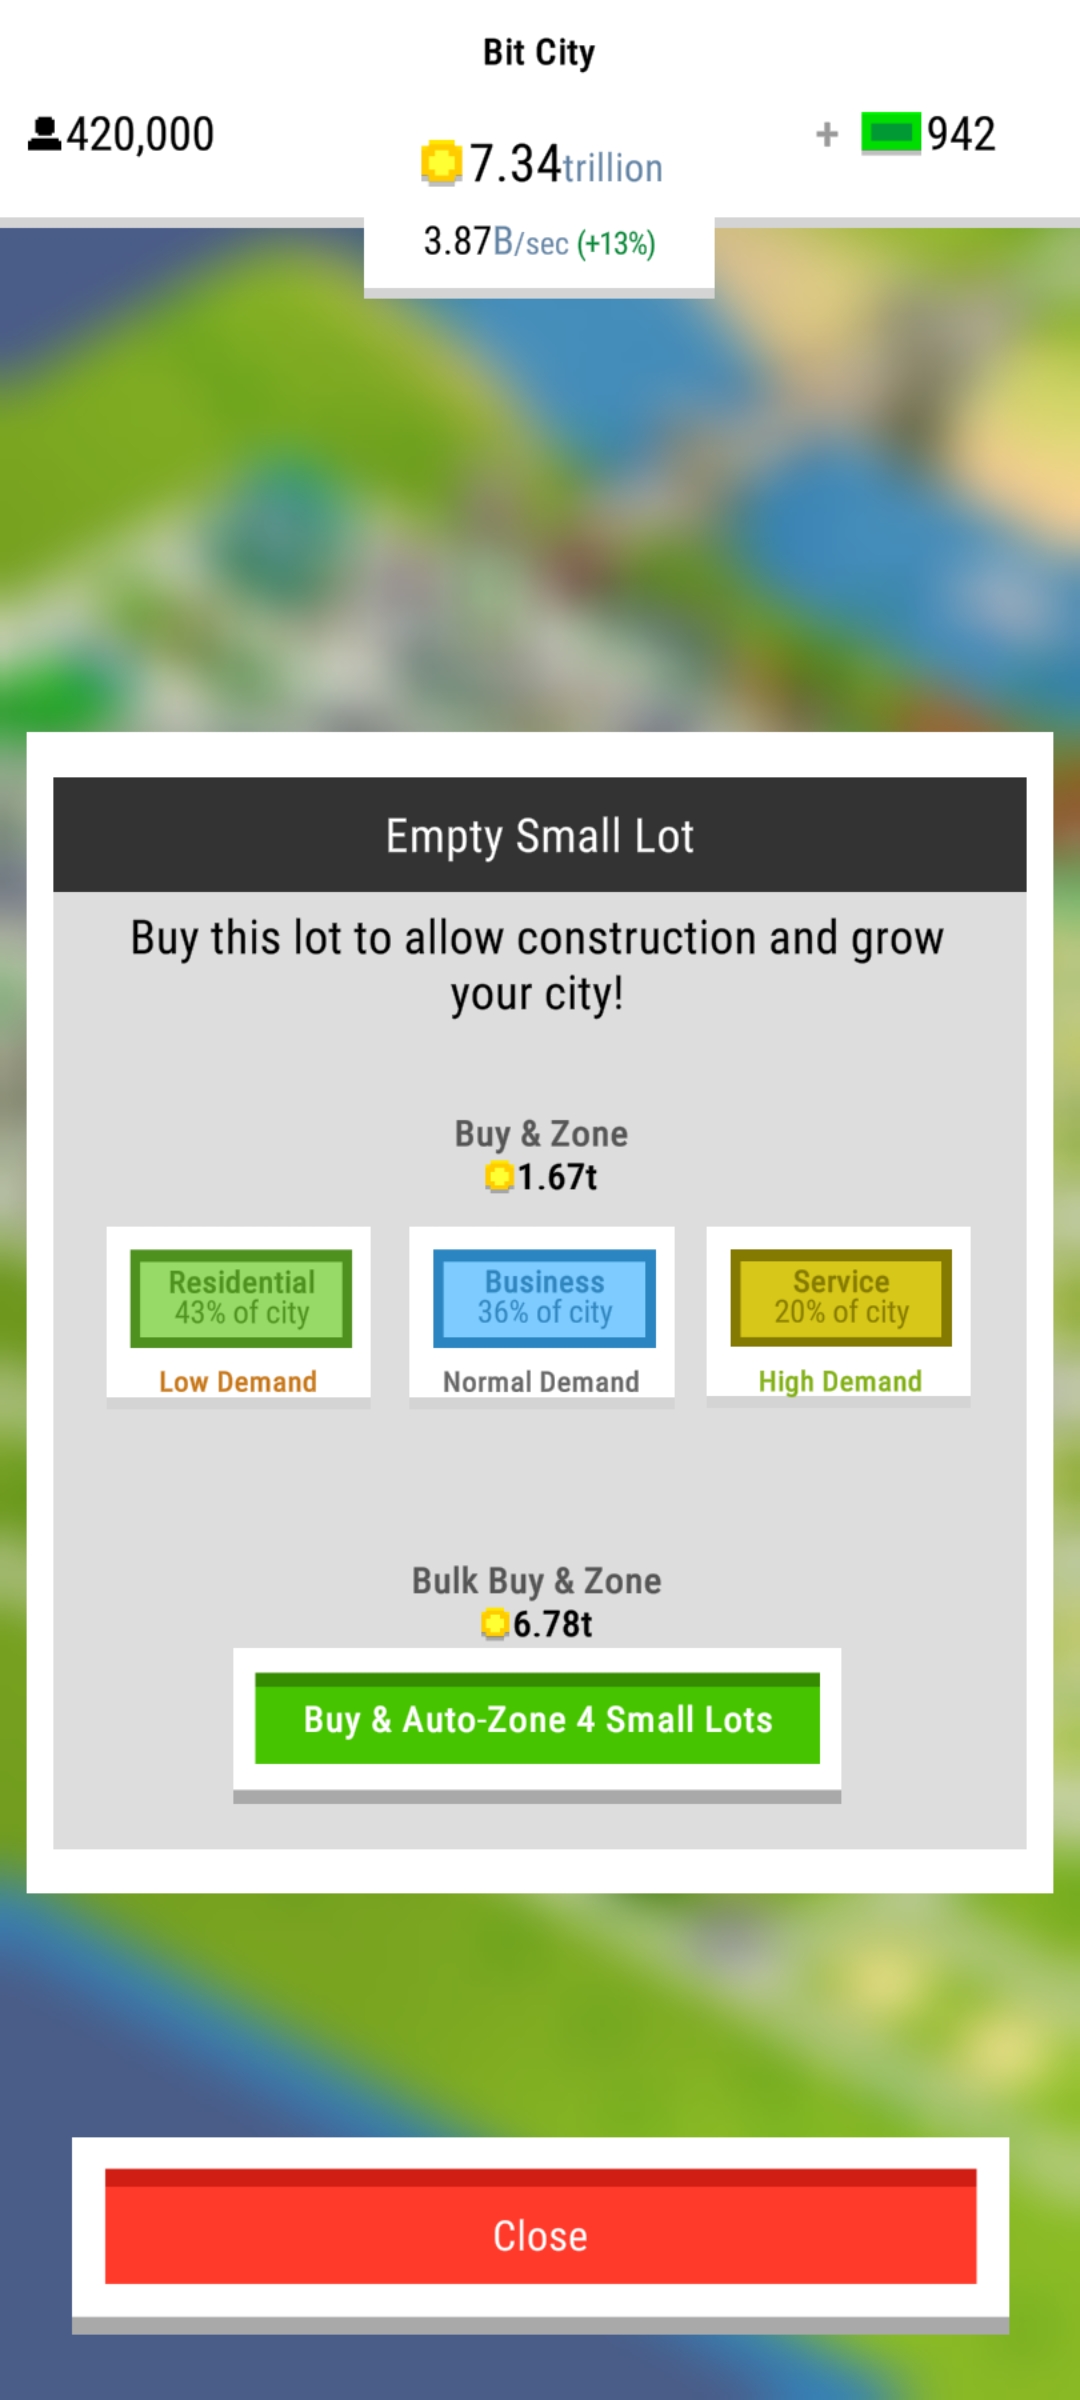 Bit City
420,000
7.34trillion
+ 942
3.87B/sec (+13%)
Empty Small Lot
Buy this lot to allow construction and grow
your city!
Buy & Zone
1.67t
Residential
43% of city
Low Demand
Business
36% of city
Normal Demand
Service
20% of city
High Demand
Bulk Buy & Zone
6.78t
Buy & Auto-Zone 4 Small Lots
Close